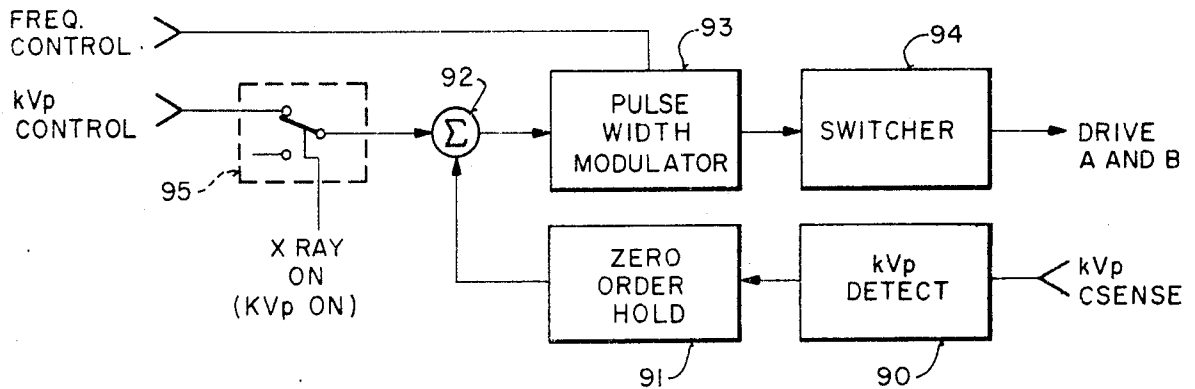 FREQ.
CONTROL
93
94
kVp
CONTROL
92
Σ
PULSE
WIDTH
MODULATOR
SWITCHER
DRIVE
A AND B
95
X RAY
ON
(KVp ON)
ZERO
ORDER
HOLD
kVp
DETECT
kVp
CSENSE
91
90